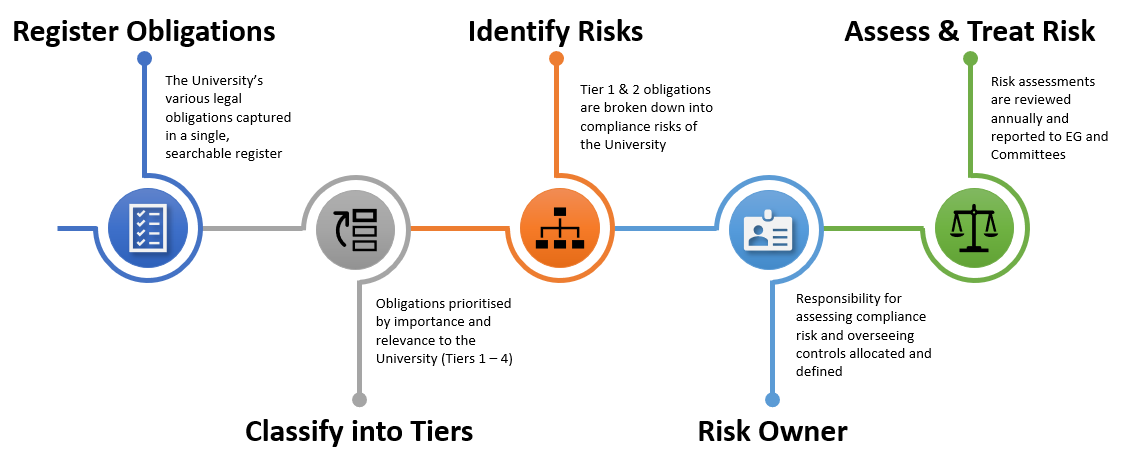 Register Obligations
The University’s
various legal
obligations captured
in a single,
searchable register
Classify into Tiers
Obligations prioritised
by importance and
relevance to the
University (Tiers 1 – 4)
Identify Risks
Tier 1 & 2 obligations
are broken down into
compliance risks of
the University
Risk Owner
Responsibility for
assessing compliance
risk and overseeing
controls allocated and
defined
Assess & Treat Risk
Risk assessments
are reviewed
annually and
reported to EG and
Committees